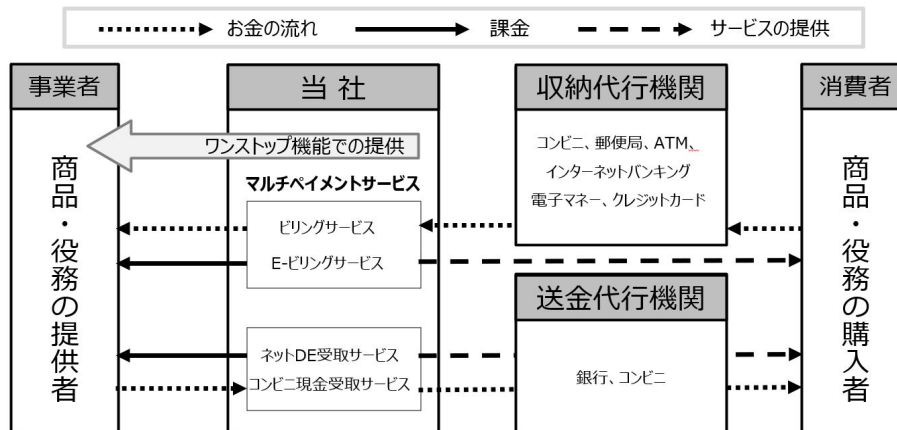 お金の流れ
課金
サービスの提供
事業者
商品・役務の提供者
当 社
ワンストップ機能での提供
マルチペイメントサービス
ビリングサービス
E-ビリングサービス
ネットDE受取サービス
コンビニ現金受取サービス
収納代行機関
コンビニ、郵便局、ATM、
インターネットバンキング
電子マネー、クレジットカード
送金代行機関
銀行、コンビニ
消費者
商品・役務の購入者